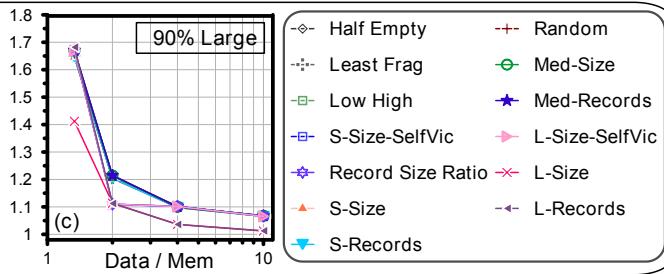 1.8
90% Large
1.7
1.6
1.5
1.4
1.3
1.2
1.1
1
(c)
1
10
Data / Mem
Half Empty
Least Frag
Low High
S-Size-SelfVic
Record Size Ratio
S-Size
S-Records
Random
Med-Size
Med-Records
L-Size-SelfVic
L-Size
L-Records